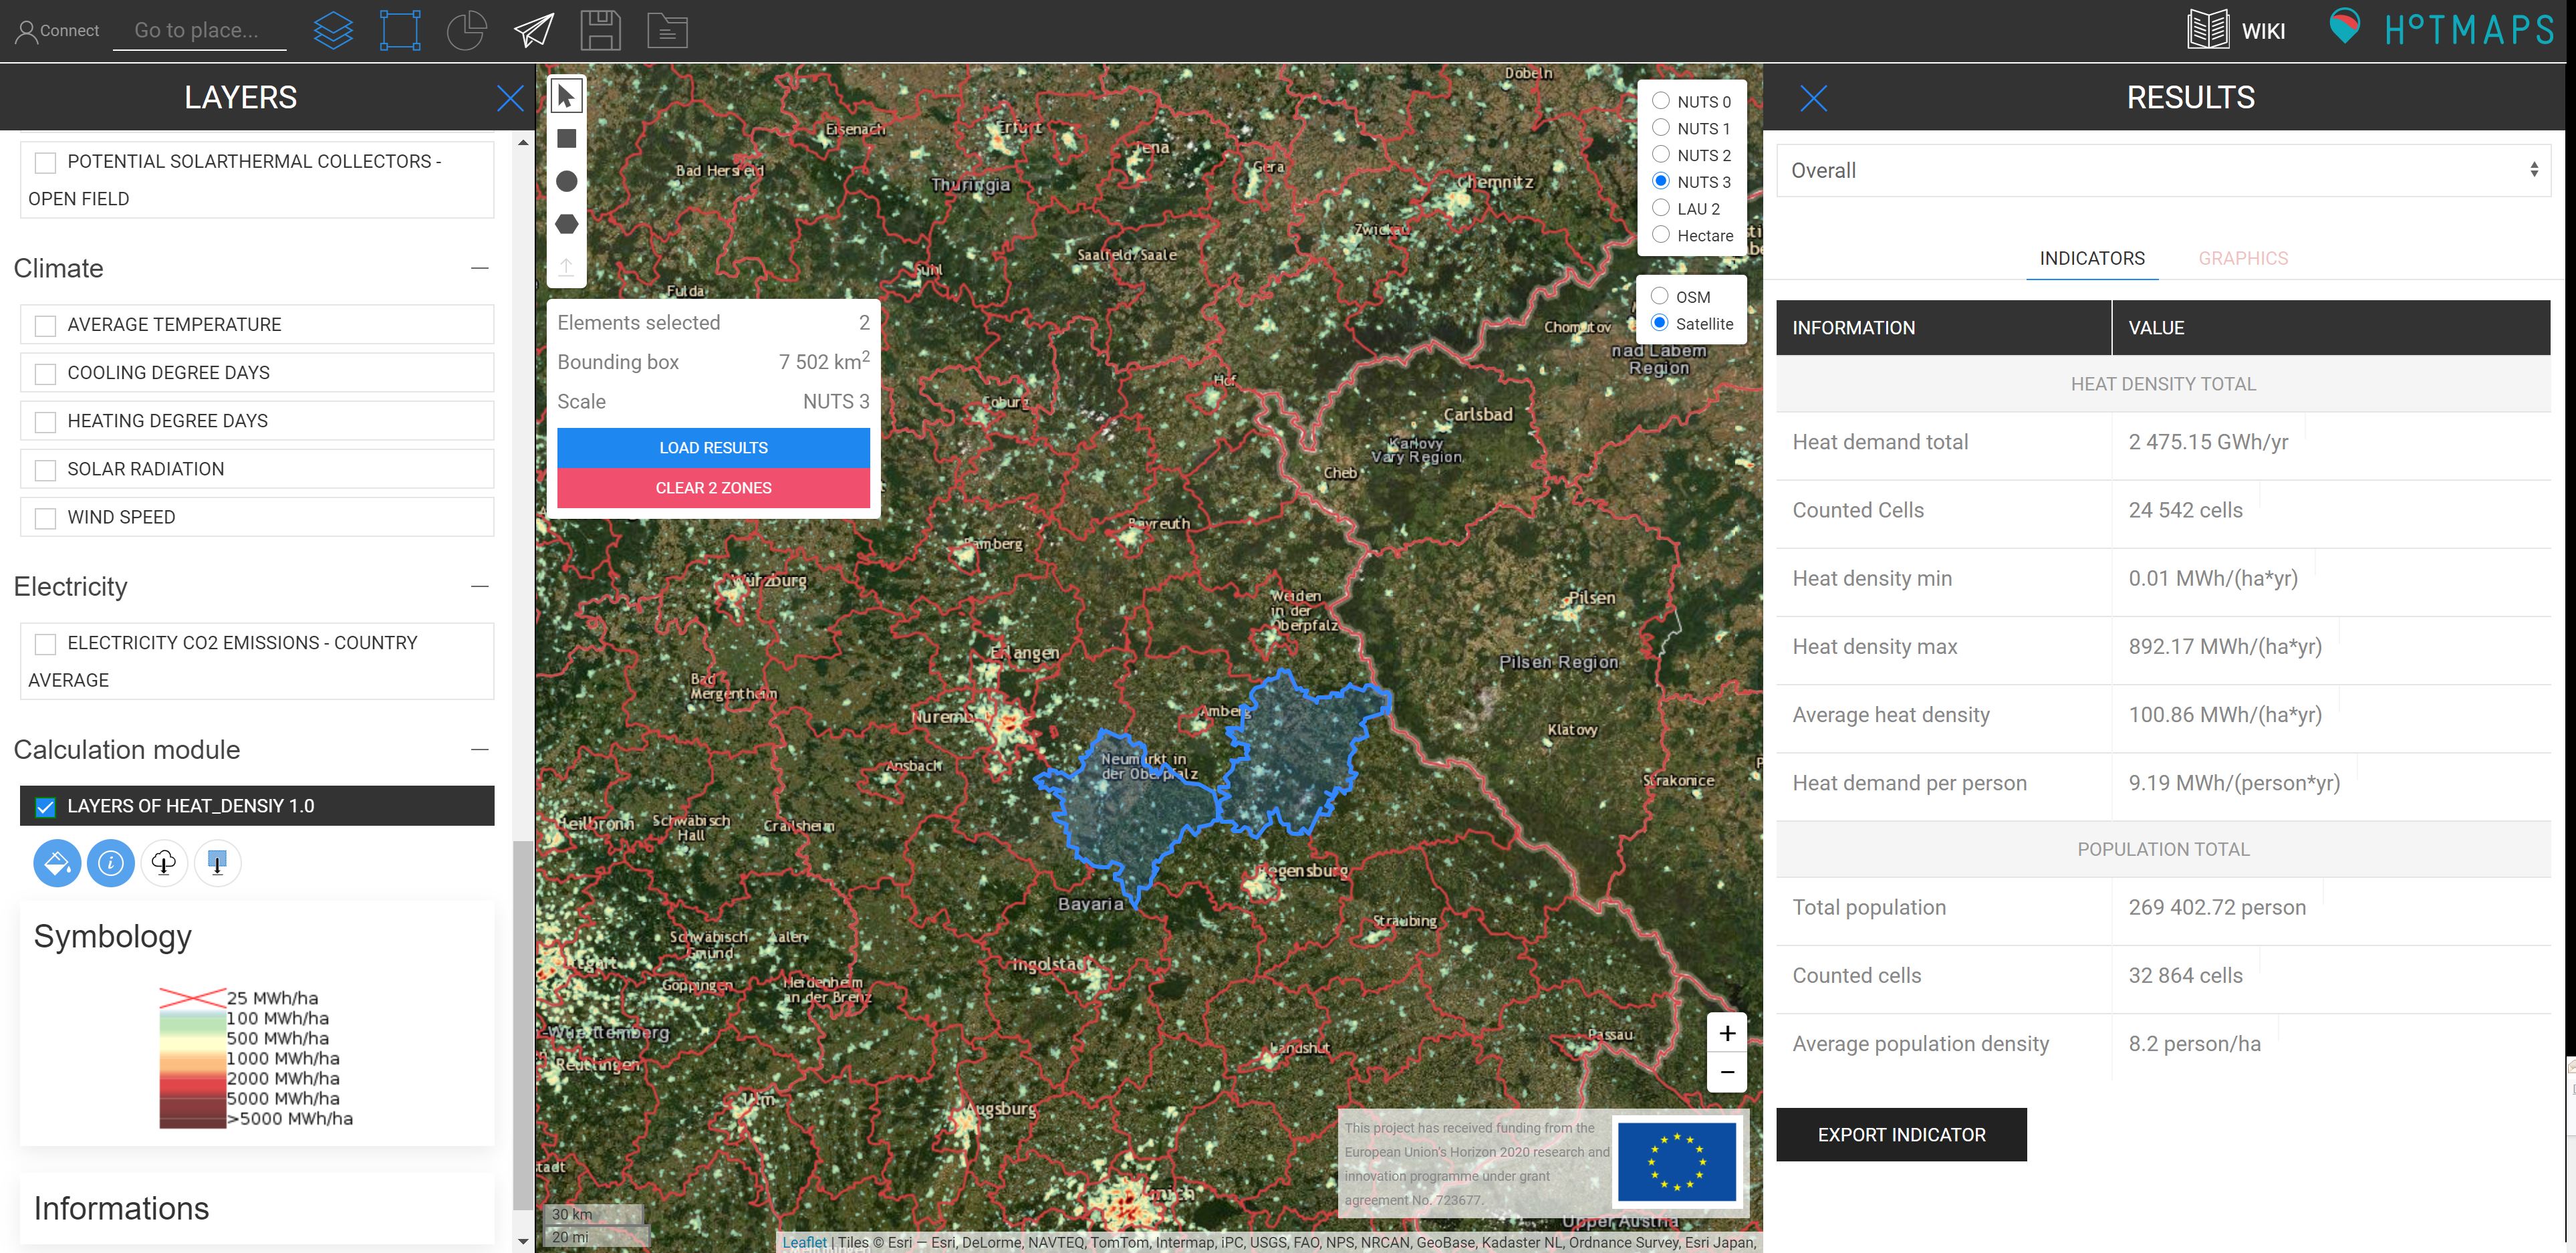 Connect
Go to place...
WIKI
HOTMAPS
LAYERS
POTENTIAL SOLARTHERMAL COLLECTORS -
OPEN FIELD
Climate
AVERAGE TEMPERATURE
COOLING DEGREE DAYS
HEATING DEGREE DAYS
SOLAR RADIATION
WIND SPEED
Electricity
ELECTRICITY CO2 EMISSIONS - COUNTRY
AVERAGE
Calculation module
LAYERS OF HEAT_DENSIY 1.0
Symbology
25 MWh/ha
100 MWh/ha
500 MWh/ha
1000 MWh/ha
2000 MWh/ha
5000 MWh/ha
>5000 MWh/ha
Informations
Elements selected 2
Bounding box 7 502 km²
Scale NUTS 3
LOAD RESULTS
CLEAR 2 ZONES
NUTS 0
NUTS 1
NUTS 2
NUTS 3
LAU 2
Hectare
OSM
Satellite
Dobeln
Eisenach
Erfurt
Jena
Bad Hersfeld
Gera
Thuringia
Chemnitz
Zwickau
Saalfeld/Saale
Suhl
Fulda
Chomutov
nad Labem
Region
Hof
Coburg
Carlsbad
Karlovy
Vary Region
Cheb
Bayreuth
Bamberg
Würzburg
Weiden
in der
Oberpfalz
Pilsen
Erlangen
Pilsen Region
Bad
Mergentheim
Amberg
Nuremb
Klatovy
Neumarkt in
der Oberpfalz
Ansbach
Strakonice
Heilbronn
Schwäbisch
Hall
Crailsheim
Regensburg
Bavaria
Straubing
Schwäbisch
Gmünd
Aalen
Ingolstadt
Göppingen
Heidenheim
an der Brenz
Württemberg
Reutlingen
Passau
Landshut
Ulm
Augsburg
Upper Austria
+
−
30 km
20 mi
This project has received funding from the
European Union's Horizon 2020 research and
innovation programme under grant
agreement No. 723677.
Leaflet | Tiles © Esri — Esri, DeLorme, NAVTEQ, TomTom, Intermap, iPC, USGS, FAO, NPS, NRCAN, GeoBase, Kadaster NL, Ordnance Survey, Esri Japan,
RESULTS
Overall
INDICATORS GRAPHICS
INFORMATION VALUE
HEAT DENSITY TOTAL
Heat demand total 2 475.15 GWh/yr
Counted Cells 24 542 cells
Heat density min 0.01 MWh/(ha*yr)
Heat density max 892.17 MWh/(ha*yr)
Average heat density 100.86 MWh/(ha*yr)
Heat demand per person 9.19 MWh/(person*yr)
POPULATION TOTAL
Total population 269 402.72 person
Counted cells 32 864 cells
Average population density 8.2 person/ha
EXPORT INDICATOR